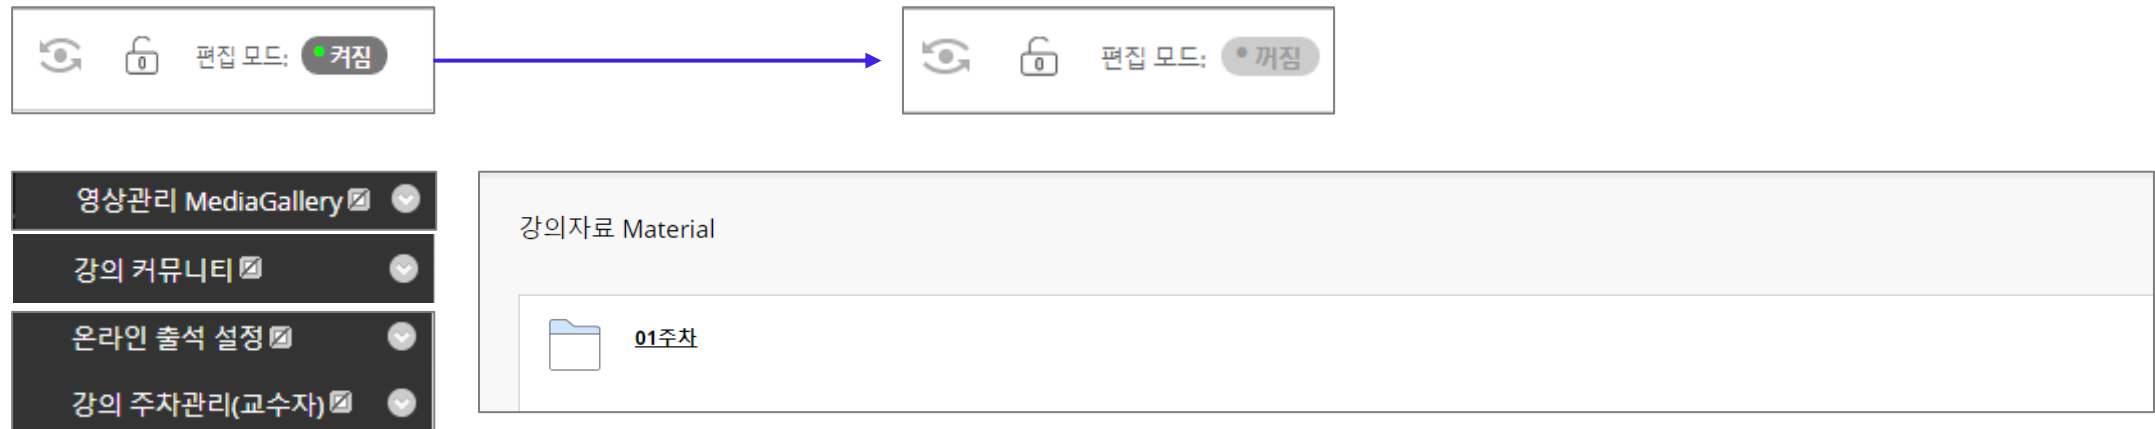 편집 모드: 켜짐
편집 모드: 꺼짐
영상관리 MediaGallery
강의 커뮤니티
온라인 출석 설정
강의 주차관리(교수자)
강의자료 Material
01주차